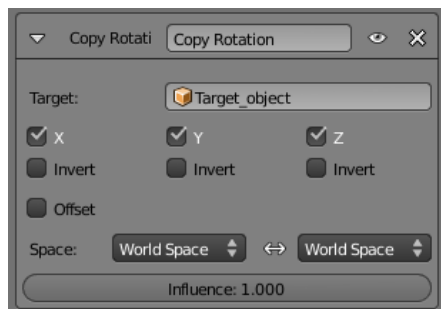 Copy Rotati Copy Rotation
Target: Target_object
X Y Z
Invert Invert Invert
Offset
Space: World Space World Space
Influence: 1.000